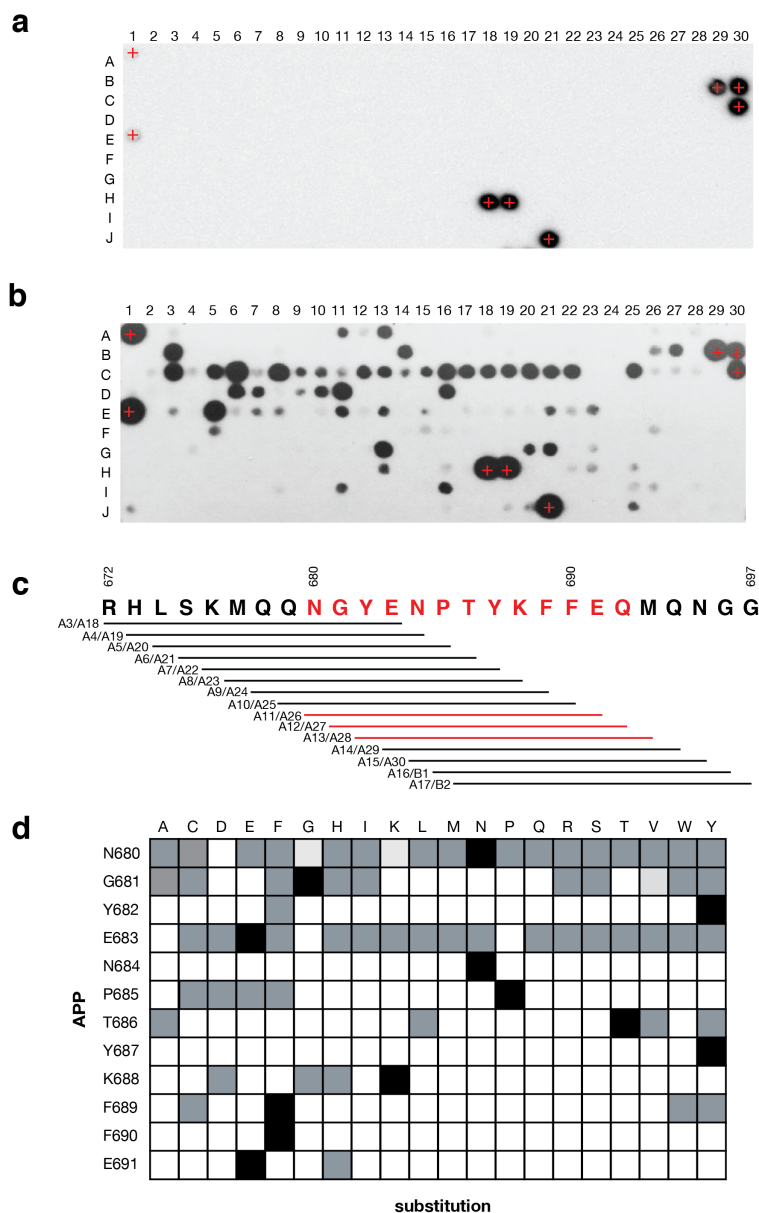 a
1 2 3 4 5 6 7 8 9 10 11 12 13 14 15 16 17 18 19 20 21 22 23 24 25 26 27 28 29 30
A
B
C
D
E
F
G
H
I
J
b
1 2 3 4 5 6 7 8 9 10 11 12 13 14 15 16 17 18 19 20 21 22 23 24 25 26 27 28 29 30
A
B
C
D
E
F
G
H
I
J
c
672 680 690 697
R H L S K M Q Q N G Y E N P T Y K F F E Q M Q N G G
A3/A18
A4/A19
A5/A20
A6/A21
A7/A22
A8/A23
A9/A24
A10/A25
A11/A26
A12/A27
A13/A28
A14/A29
A15/A30
A16/B1
A17/B2
d
A C D E F G H I K L M N P Q R S T V W Y
N680
G681
Y682
E683
N684
P685
T686
Y687
K688
F689
F690
E691
APP
substitution